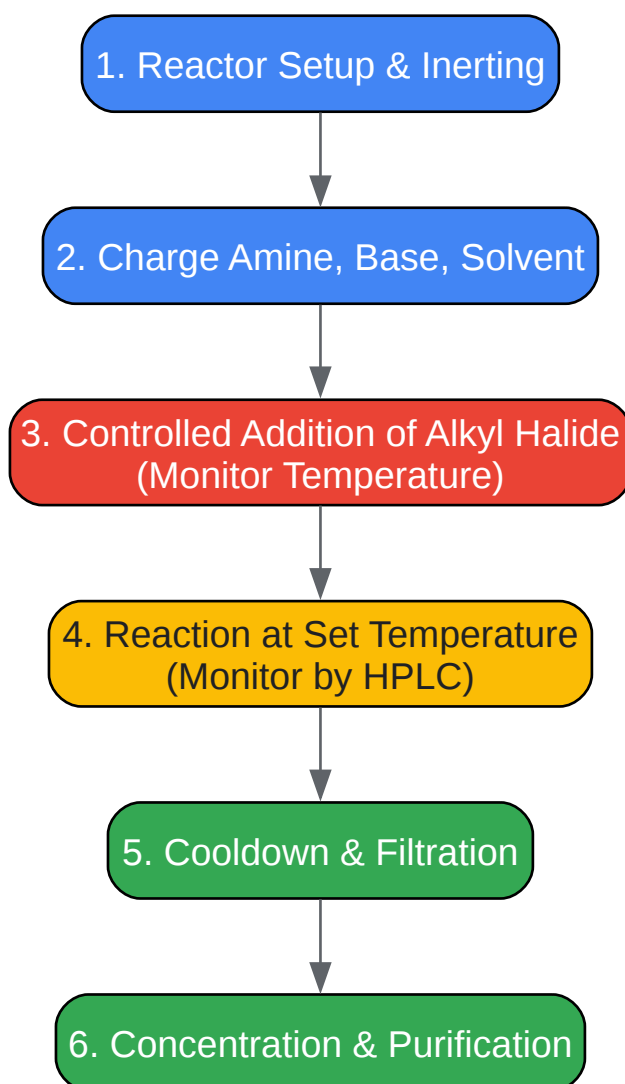 1. Reactor Setup & Inerting
2. Charge Amine, Base, Solvent
3. Controlled Addition of Alkyl Halide
(Monitor Temperature)
4. Reaction at Set Temperature
(Monitor by HPLC)
5. Cooldown & Filtration
6. Concentration & Purification